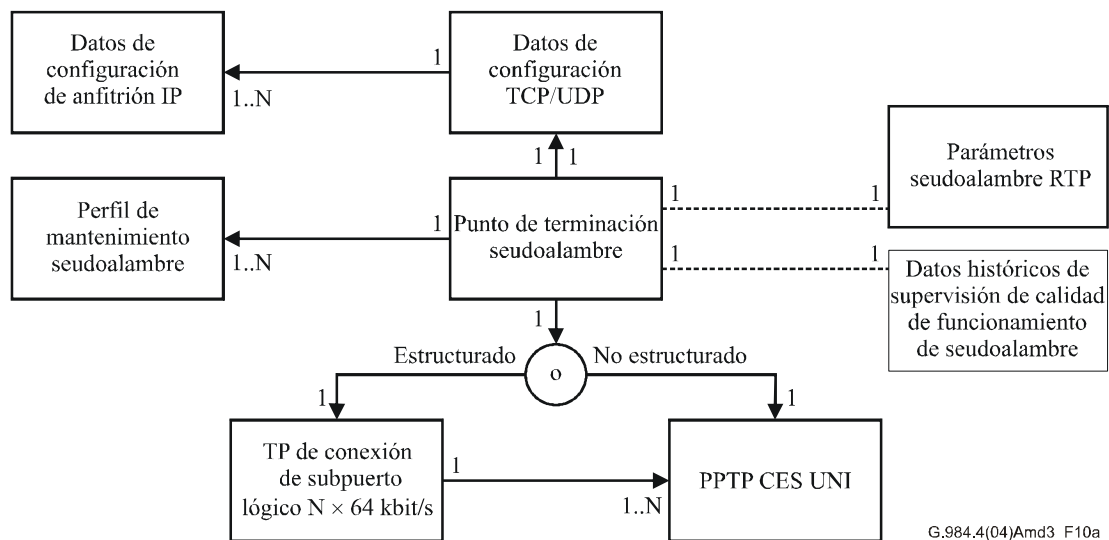 Datos de
configuración
de anfitrión IP
1
1..N
Datos de
configuración
TCP/UDP
1
1
Parámetros
seudoalambre RTP
Perfil de
mantenimiento
seudoalambre
1
1..N
Punto de terminación
seudoalambre
1
1
1
1
Datos históricos de
supervisión de calidad
de funcionamiento
de seudoalambre
1
Estructurado
o
No estructurado
1
1
TP de conexión
de subpuerto
lógico N × 64 kbit/s
1
1..N
PPTP CES UNI
G.984.4(04)Amd3_F10a